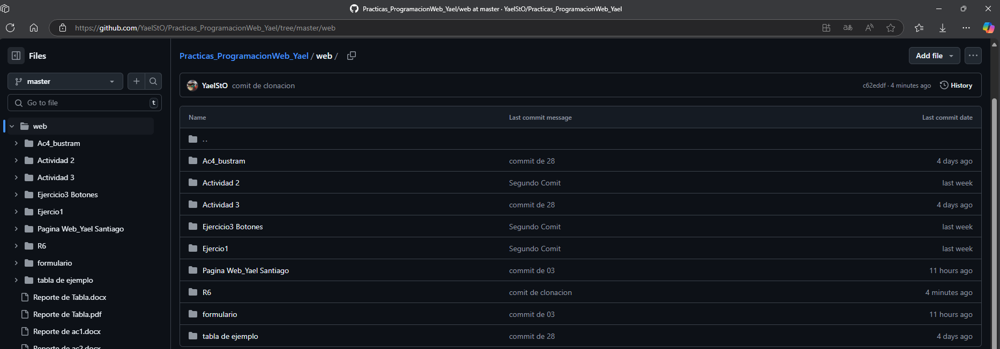 Practicas_ProgramacionWeb_Yael/web at master · YaelStO/Practicas_ProgramacionWeb_Yael
https://github.com/YaelStO/Practicas_ProgramacionWeb_Yael/tree/master/web
Files
master
Go to file
t
web
Ac4_bustram
Actividad 2
Actividad 3
Ejercicio3 Botones
Ejercio1
Pagina Web_Yael Santiago
R6
formulario
tabla de ejemplo
Reporte de Tabla.docx
Reporte de Tabla.pdf
Reporte de ac1.docx
Reporte de ac2.docx
Practicas_ProgramacionWeb_Yael / web /
Add file
YaelStO comit de clonacion c62eddf · 4 minutes ago History
Name Last commit message Last commit date
..
Ac4_bustram commit de 28 4 days ago
Actividad 2 Segundo Comit last week
Actividad 3 commit de 28 4 days ago
Ejercicio3 Botones Segundo Comit last week
Ejercio1 Segundo Comit last week
Pagina Web_Yael Santiago commit de 03 11 hours ago
R6 comit de clonacion 4 minutes ago
formulario commit de 03 11 hours ago
tabla de ejemplo commit de 28 4 days ago